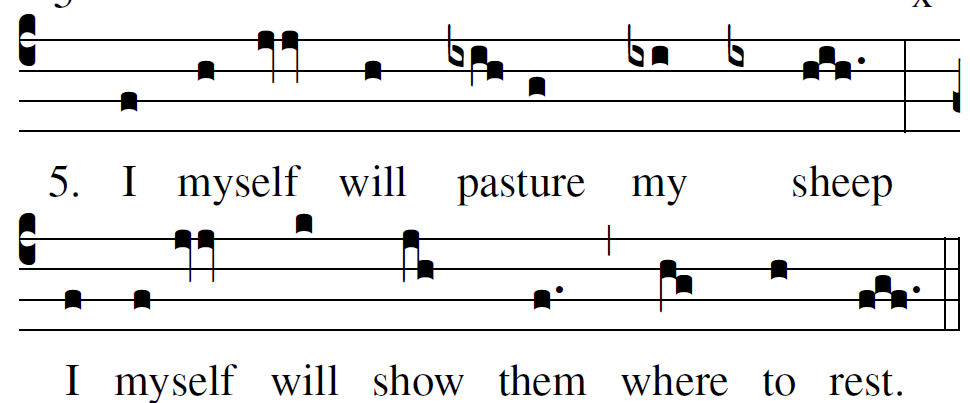 5. I myself will pasture my sheep
I myself will show them where to rest.